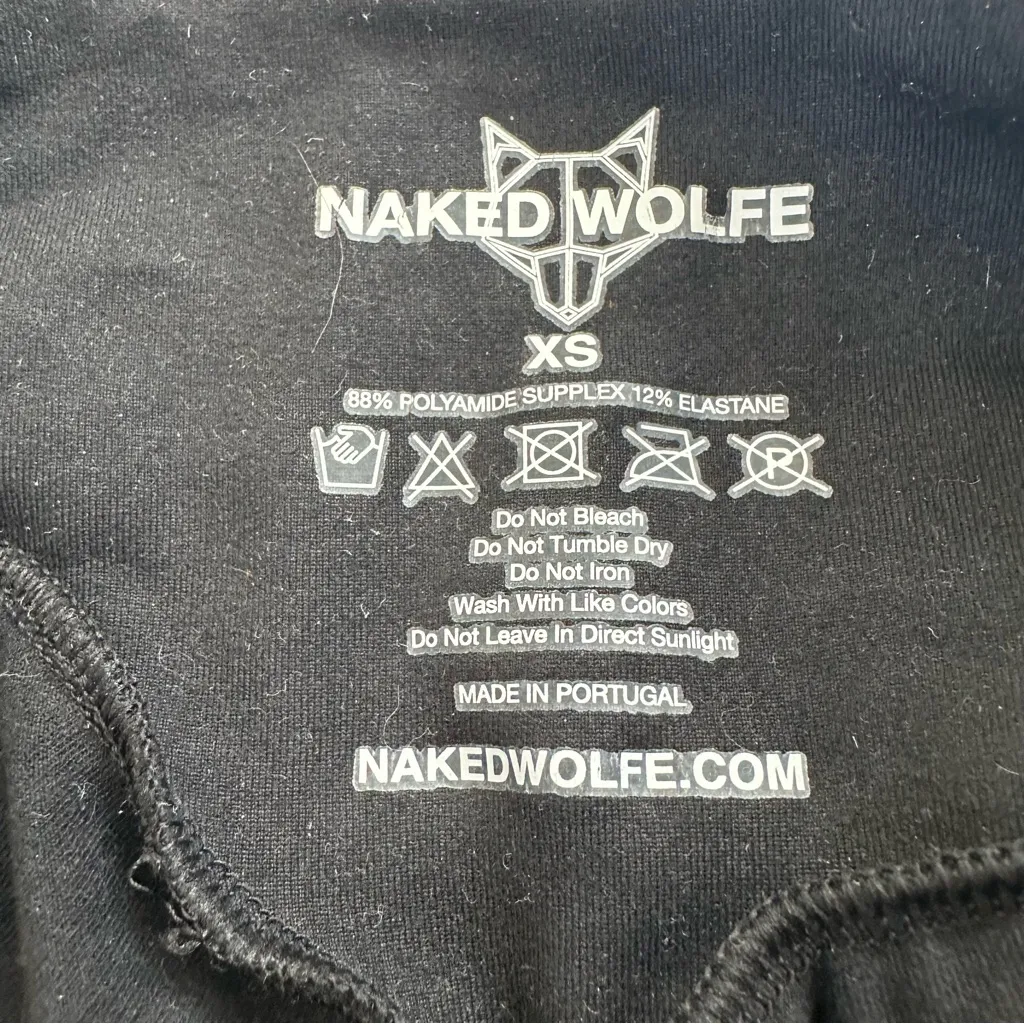 NAKED WOLFE
XS
88% POLYAMIDE SUPPLEX 12% ELASTANE
P
Do Not Bleach
Do Not Tumble Dry
Do Not Iron
Wash With Like Colors
Do Not Leave In Direct Sunlight
MADE IN PORTUGAL
NAKEDWOLFE.COM